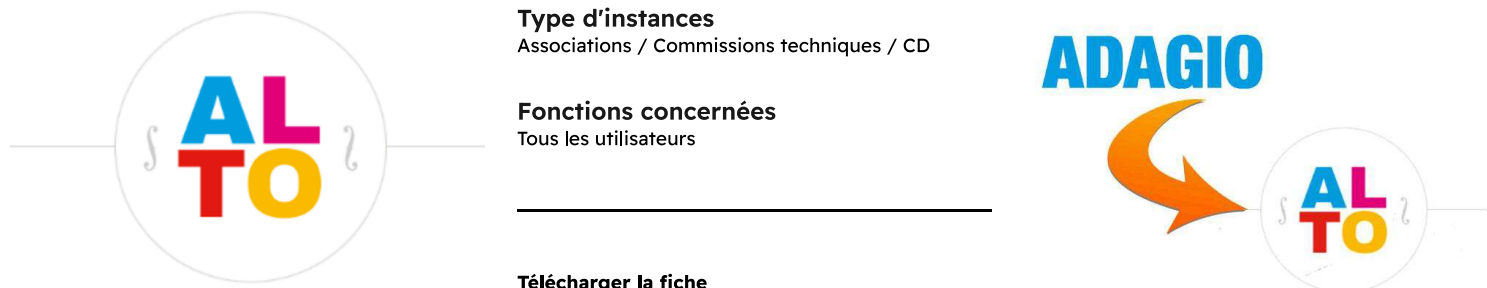 AL
TO
Type d'instances
Associations / Commissions techniques / CD
Fonctions concernées
Tous les utilisateurs
Télécharger la fiche
ADAGIO
AL
TO